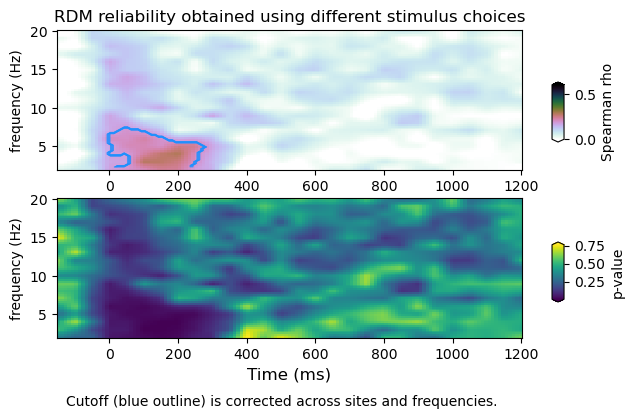 RDM reliability obtained using different stimulus choices
20
15
10
5
frequency (Hz)
0 200 400 600 800 1000 1200
0.5
0.0
Spearman rho
20
15
10
5
frequency (Hz)
0 200 400 600 800 1000 1200
Time (ms)
0.75
0.50
0.25
p-value
Cutoff (blue outline) is corrected across sites and frequencies.